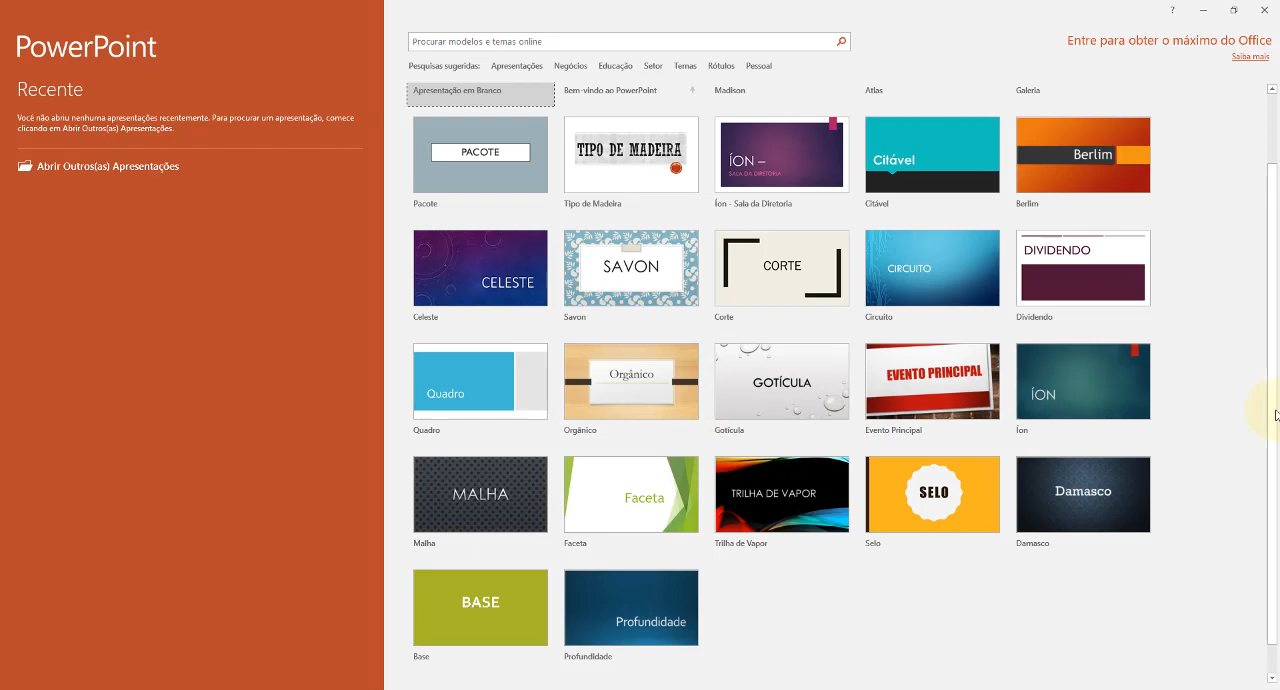 ?
PowerPoint
Recente
Você não abriu nenhuma apresentações recentemente. Para procurar um apresentação, comece
clicando em Abrir Outros(as) Apresentações.
Abrir Outros(as) Apresentações
Procurar modelos e temas online
Entre para obter o máximo do Office
Saiba mais
Pesquisas sugeridas: Apresentações Negócios Educação Setor Temas Rótulos Pessoal
Apresentação em Branco Bem-vindo ao PowerPoint Madison Atlas Galeria
PACOTE
TIPO DE MADEIRA
ÍON –
SALA DA DIRETORIA
Citável
Berlim
Pacote Tipo de Madeira Íon - Sala da Diretoria Citável Berlim
CELESTE
SAVON
CORTE
CIRCUITO
DIVIDENDO
Celeste Savon Corte Circuito Dividendo
Quadro
Orgânico
GOTÍCULA
EVENTO PRINCIPAL
ÍON
Quadro Orgânico Gotícula Evento Principal Íon
MALHA
Faceta
TRILHA DE VAPOR
SELO
Damasco
Malha Faceta Trilha de Vapor Selo Damasco
BASE
Profundidade
Base Profundidade